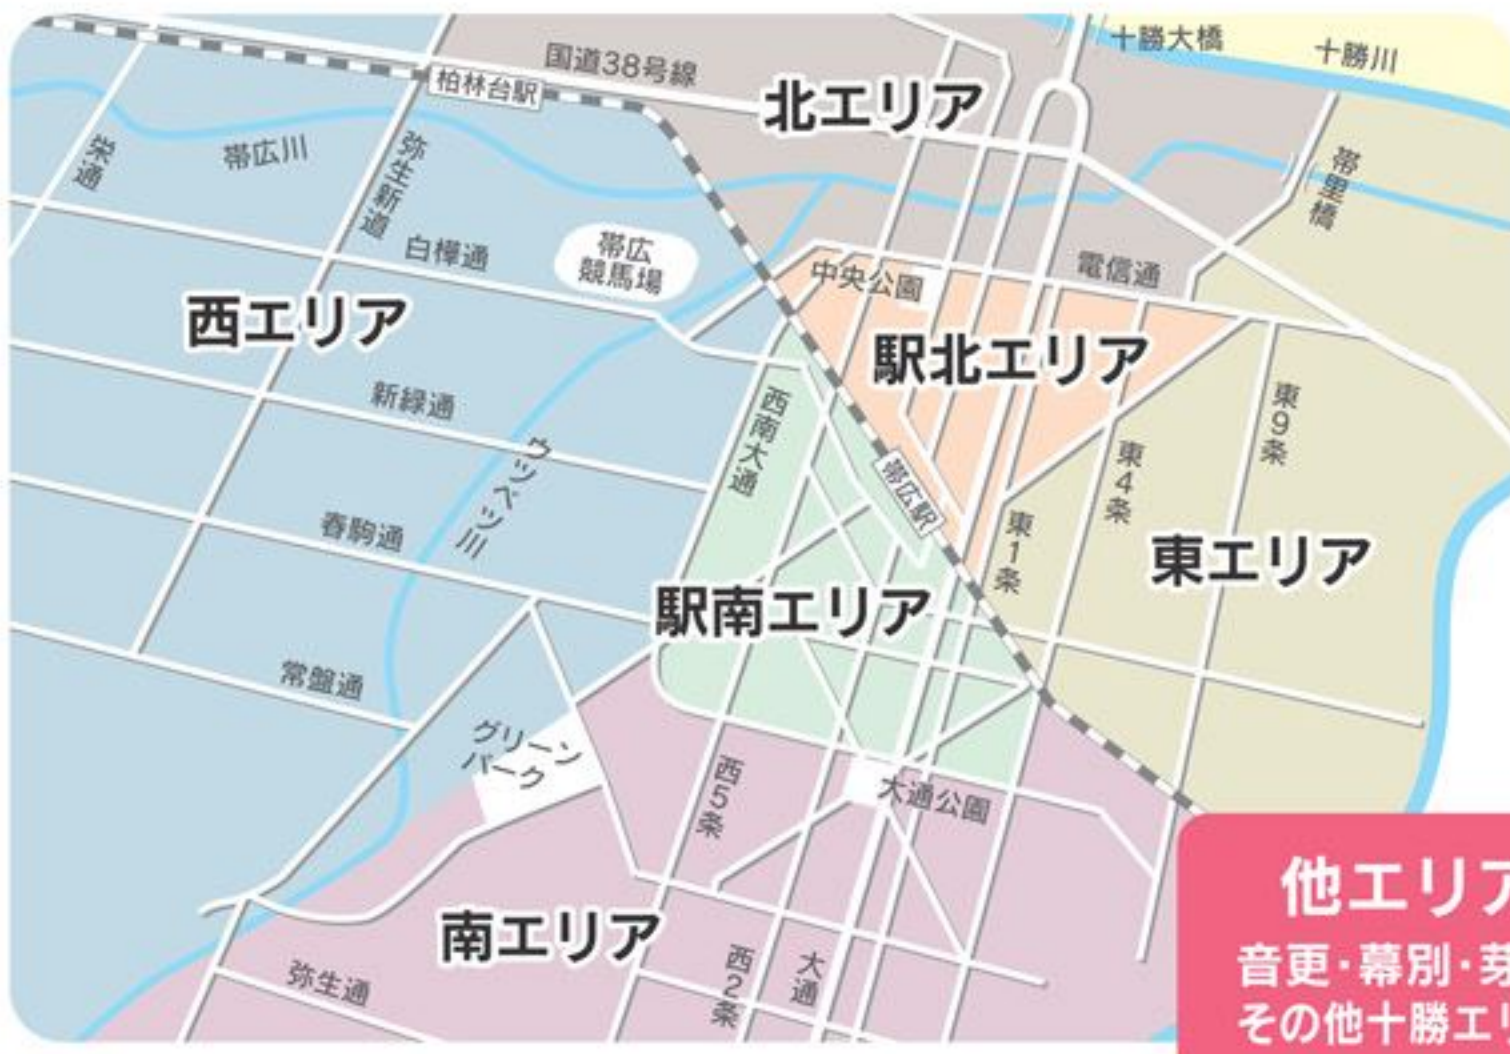 十勝大橋
十勝川
国道38号線
柏林台駅
北エリア
栄通
帯広川
弥生新道
帯里橋
白樺通
帯広
競馬場
中央公園
電信通
西エリア
駅北エリア
新緑通
西南大通
東9条
ウツベツ川
帯広駅
東4条
春駒通
東1条
東エリア
駅南エリア
常盤通
グリーン
パーク
西5条
大通公園
南エリア
弥生通
西2条
大通
他エリア
音更・幕別・芽
その他十勝エリ